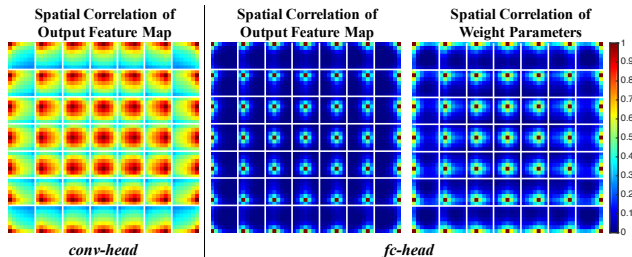 Spatial Correlation of
Output Feature Map
Spatial Correlation of
Output Feature Map
Spatial Correlation of
Weight Parameters
1
0.9
0.8
0.7
0.6
0.5
0.4
0.3
0.2
0.1
0
conv-head
fc-head